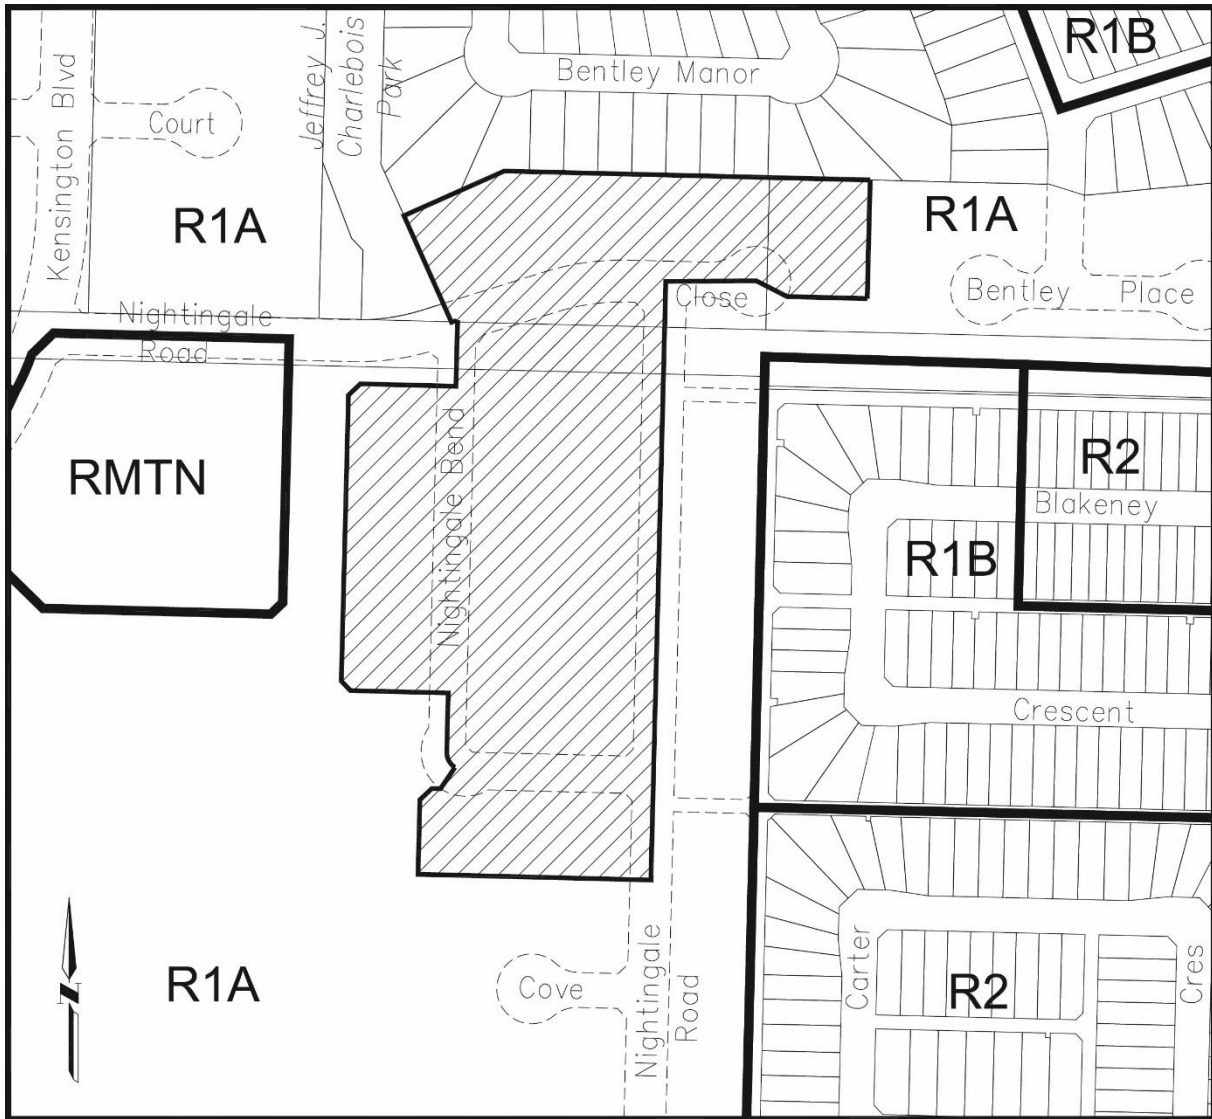 R1B
Kensington Blvd
Court
Jeffrey J.
Charlebois
Park
Bentley Manor
R1A
R1A
Nightingale
Road
Close
Bentley Place
RMTN
Nightingale Bend
R2
Blakeney
R1B
Crescent
R1A
N
Cove
Nightingale
Road
Carter
R2
Cres